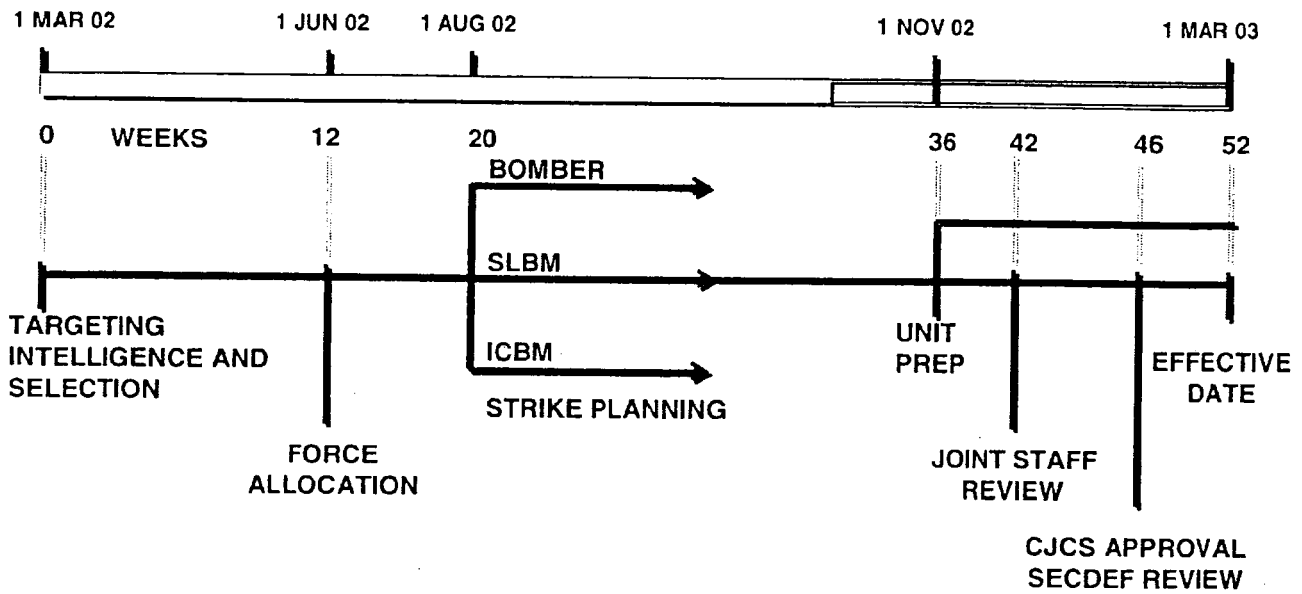 1 MAR 02
1 JUN 02
1 AUG 02
1 NOV 02
1 MAR 03
0
WEEKS
12
20
36
42
46
52
BOMBER
SLBM
ICBM
STRIKE PLANNING
TARGETING
INTELLIGENCE AND
SELECTION
FORCE
ALLOCATION
UNIT
PREP
JOINT STAFF
REVIEW
CJCS APPROVAL
SECDEF REVIEW
EFFECTIVE
DATE